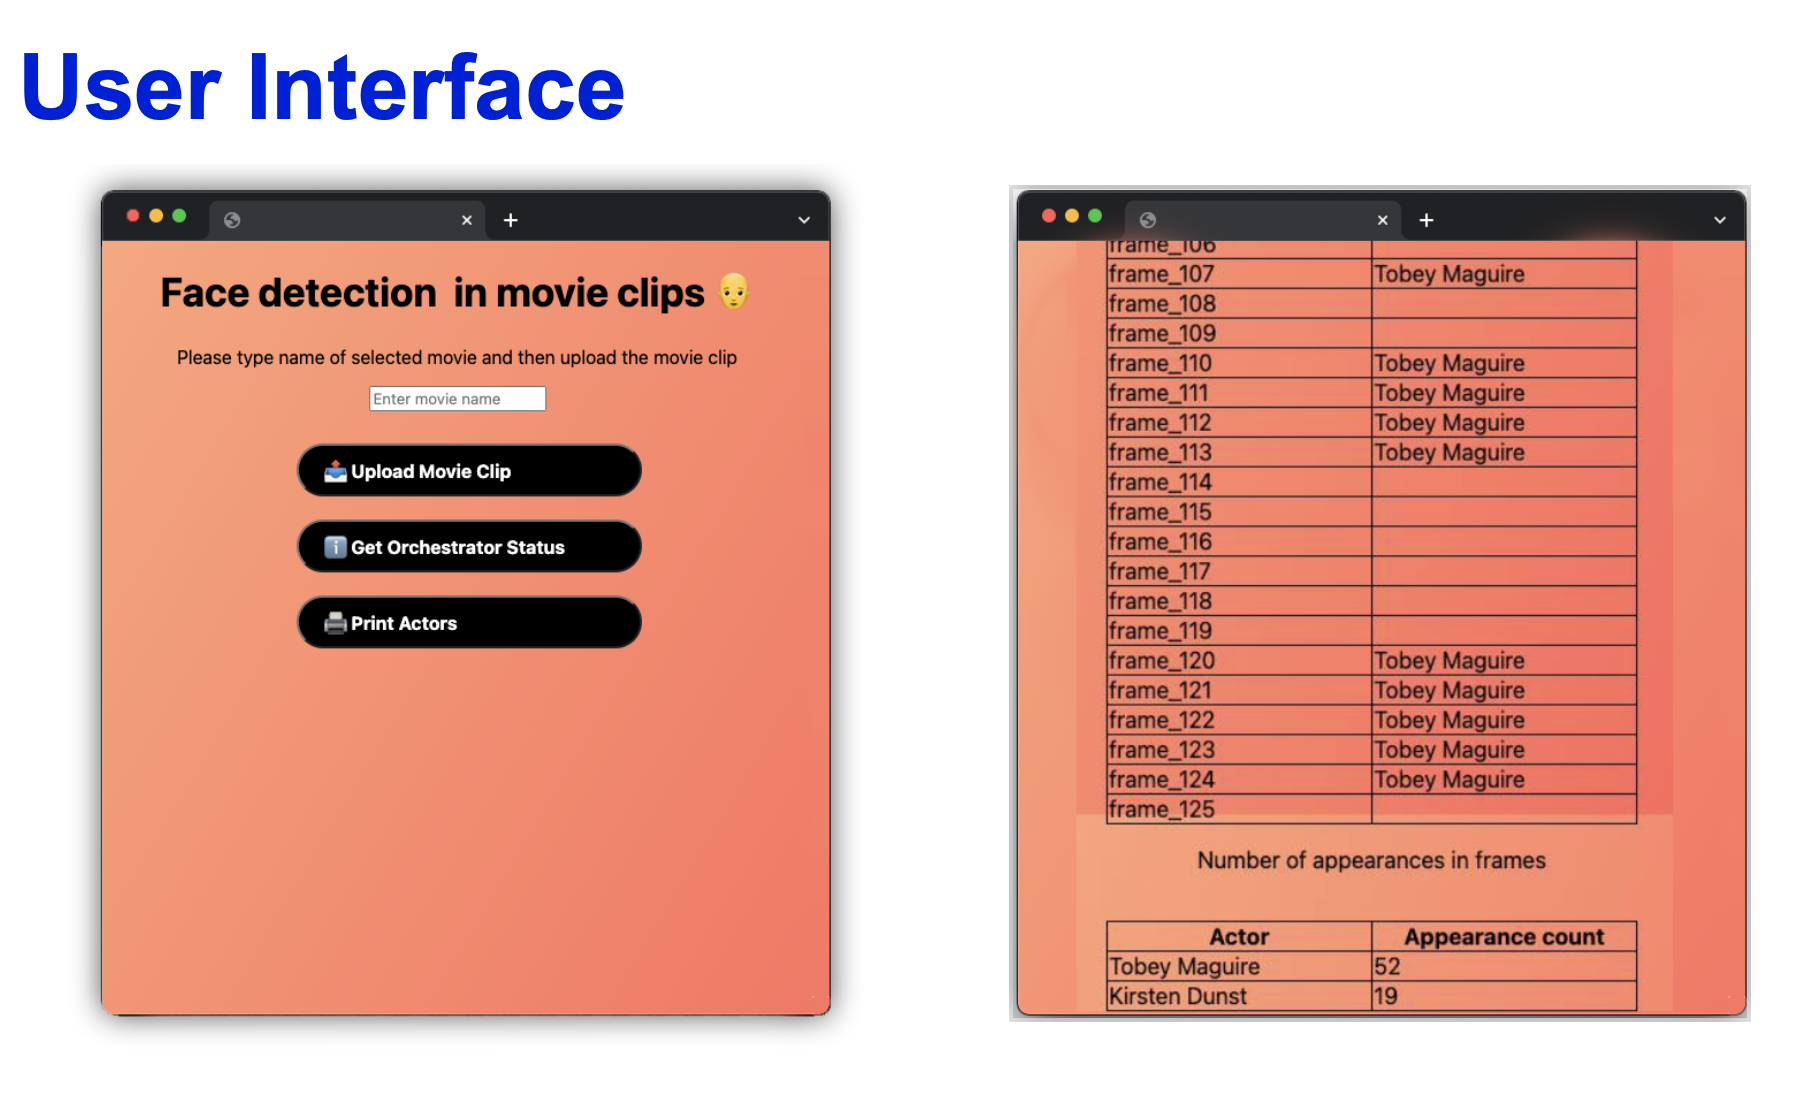 User Interface
Face detection in movie clips
Please type name of selected movie and then upload the movie clip
Enter movie name
Upload Movie Clip
Get Orchestrator Status
Print Actors
frame_106
frame_107 Tobey Maguire
frame_108
frame_109
frame_110 Tobey Maguire
frame_111 Tobey Maguire
frame_112 Tobey Maguire
frame_113 Tobey Maguire
frame_114
frame_115
frame_116
frame_117
frame_118
frame_119
frame_120 Tobey Maguire
frame_121 Tobey Maguire
frame_122 Tobey Maguire
frame_123 Tobey Maguire
frame_124 Tobey Maguire
frame_125
Number of appearances in frames
Actor Appearance count
Tobey Maguire 52
Kirsten Dunst 19